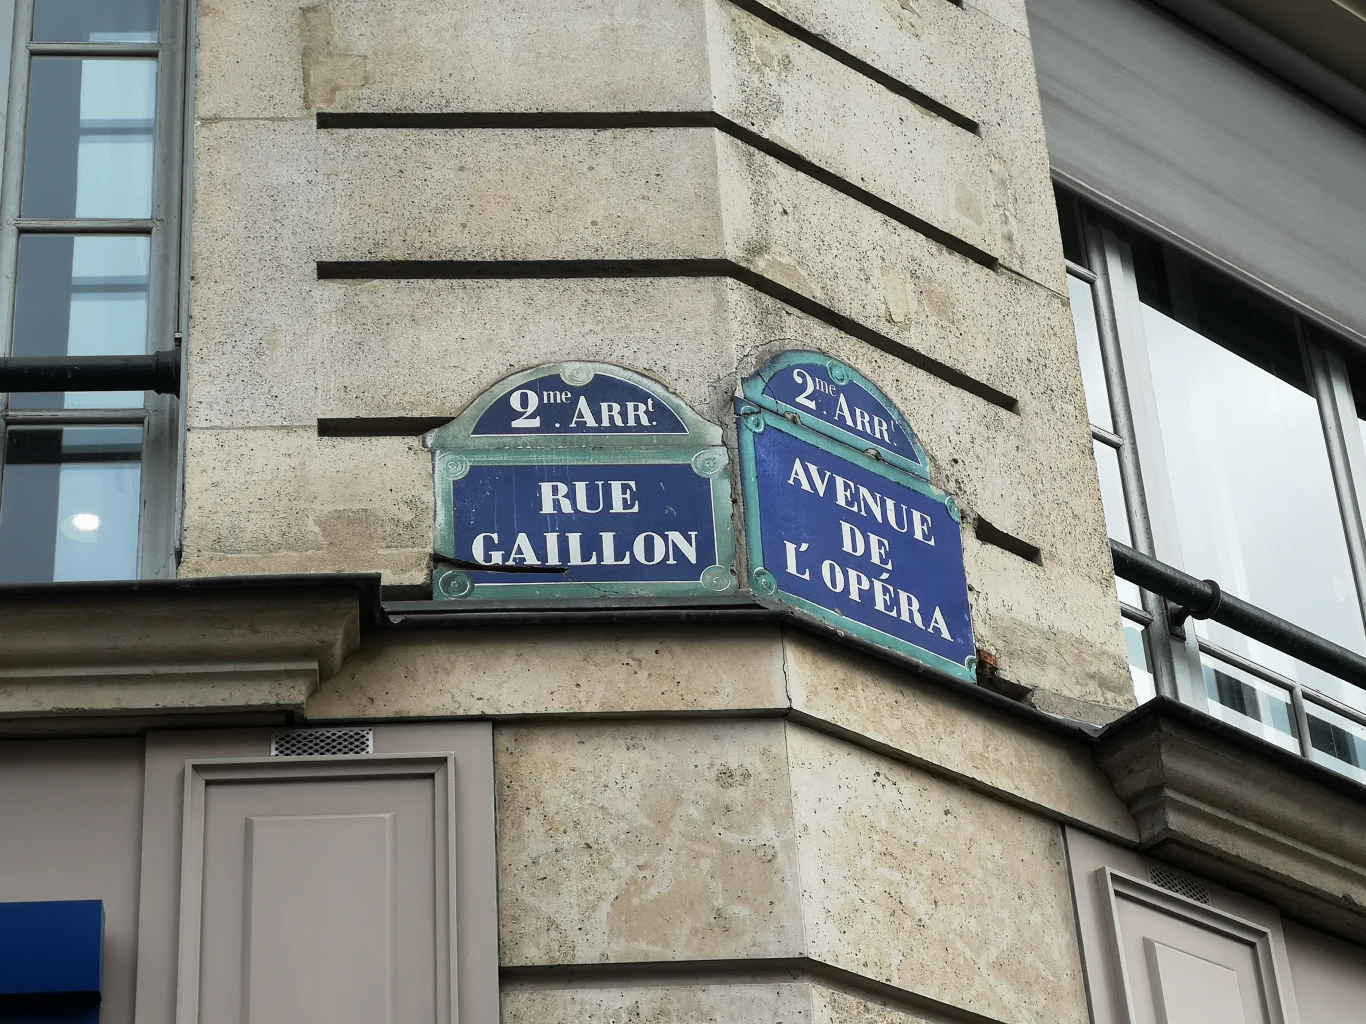 2me. ARRt.
RUE
GAILLON
2me. ARRt.
AVENUE
DE
L'OPÉRA